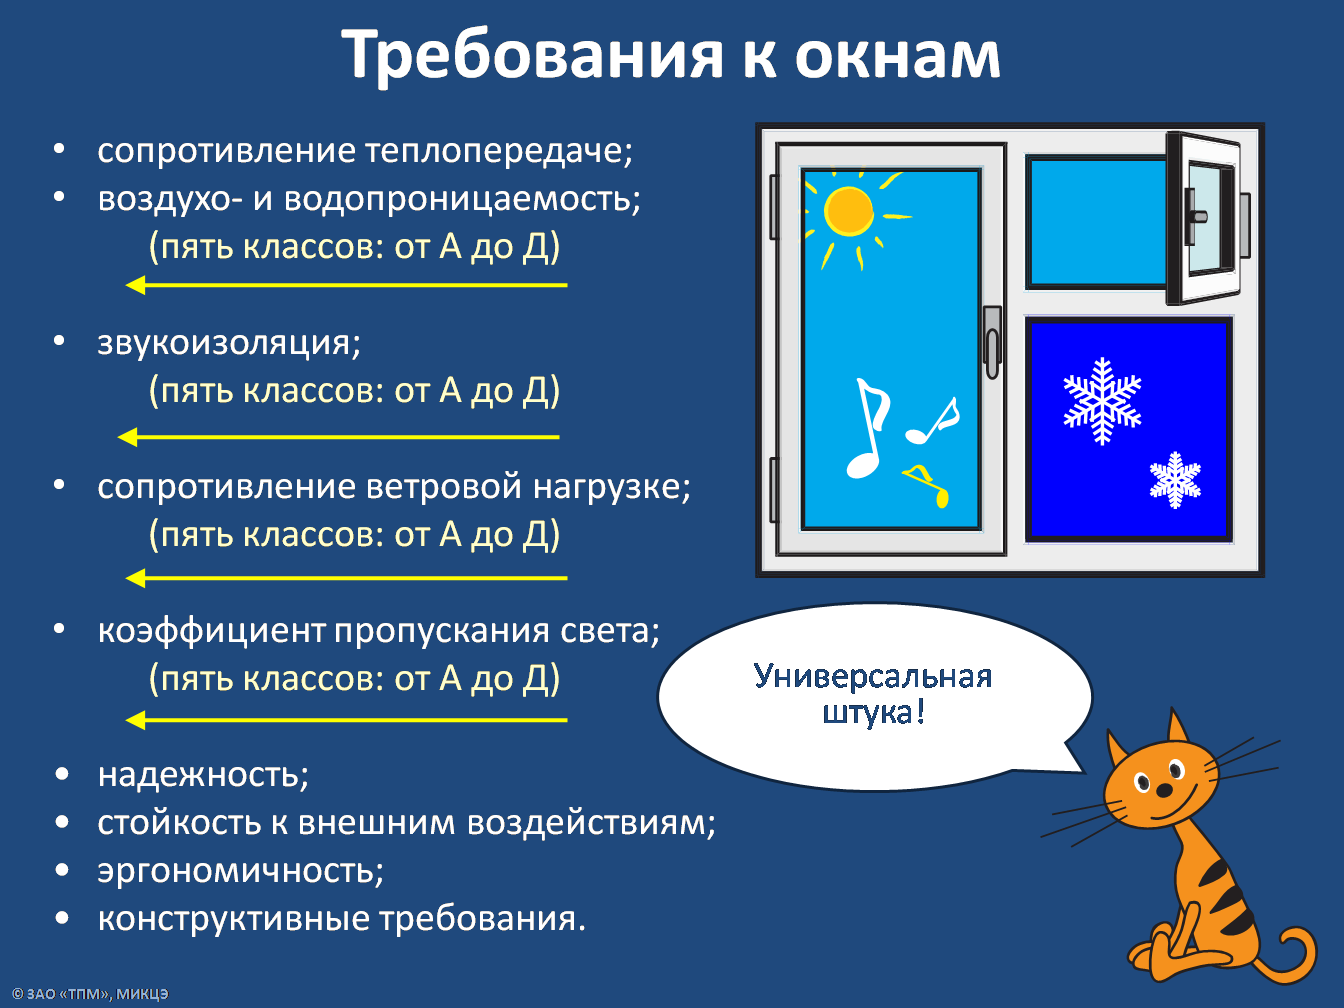 Требования к окнам
• сопротивление теплопередаче;
• воздухо- и водопроницаемость;
(пять классов: от А до Д)
• звукоизоляция;
(пять классов: от А до Д)
• сопротивление ветровой нагрузке;
(пять классов: от А до Д)
• коэффициент пропускания света;
(пять классов: от А до Д)
• надежность;
• стойкость к внешним воздействиям;
• эргономичность;
• конструктивные требования.
Универсальная
штука!
© ЗАО «ТПМ», МИКЦЭ